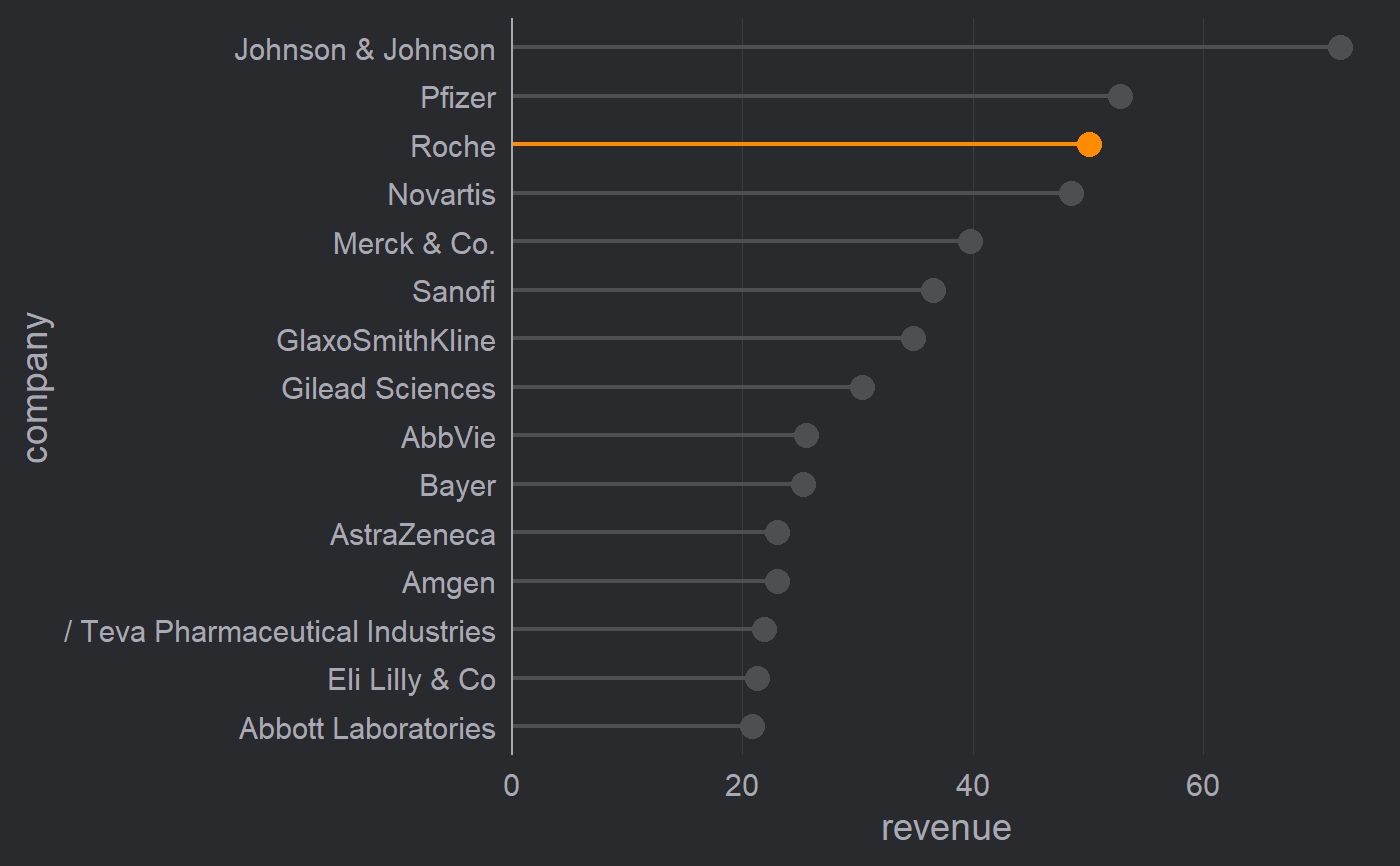 Johnson & Johnson
Pfizer
Roche
Novartis
Merck & Co.
Sanofi
GlaxoSmithKline
Gilead Sciences
AbbVie
Bayer
AstraZeneca
Amgen
/ Teva Pharmaceutical Industries
Eli Lilly & Co
Abbott Laboratories
company
0 20 40 60
revenue